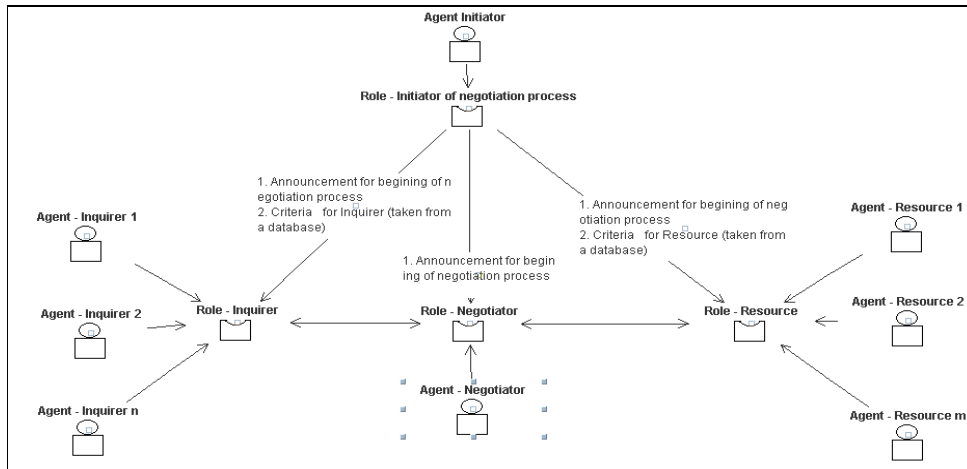 Agent Initiator
Role - Initiator of negotiation process
1. Announcement for begining of n
egotiation process
2. Criteria for Inquirer (taken from
a database)
1. Announcement for begining of neg
otiation process
2. Criteria for Resource (taken from
a database)
1. Announcement for begin
ing of negotiation process
Agent - Inquirer 1
Agent - Resource 1
Agent - Inquirer 2
Role - Inquirer
Role - Negotiator
Role - Resource
Agent - Resource 2
Agent - Negotiator
Agent - Inquirer n
Agent - Resource m